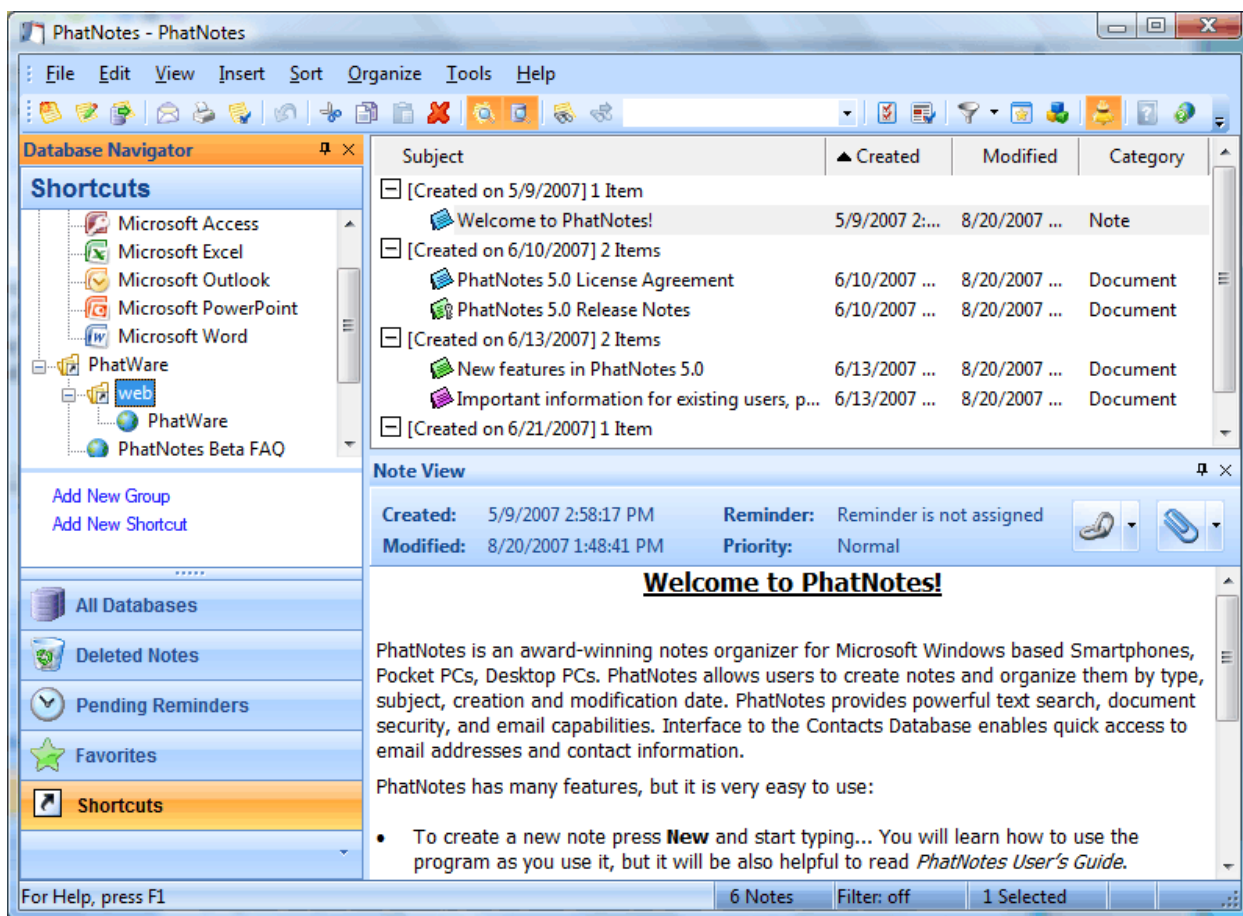 PhatNotes - PhatNotes
File Edit View Insert Sort Organize Tools Help
Database Navigator
Shortcuts
Microsoft Access
Microsoft Excel
Microsoft Outlook
Microsoft PowerPoint
Microsoft Word
PhatWare
web
PhatWare
PhatNotes Beta FAQ
Add New Group
Add New Shortcut
All Databases
Deleted Notes
Pending Reminders
Favorites
Shortcuts
Subject Created Modified Category
[Created on 5/9/2007] 1 Item
Welcome to PhatNotes! 5/9/2007 2:... 8/20/2007 ... Note
[Created on 6/10/2007] 2 Items
PhatNotes 5.0 License Agreement 6/10/2007 ... 8/20/2007 ... Document
PhatNotes 5.0 Release Notes 6/10/2007 ... 8/20/2007 ... Document
[Created on 6/13/2007] 2 Items
New features in PhatNotes 5.0 6/13/2007 ... 8/20/2007 ... Document
Important information for existing users, p... 6/13/2007 ... 8/20/2007 ... Document
[Created on 6/21/2007] 1 Item
Note View
Created: 5/9/2007 2:58:17 PM Reminder: Reminder is not assigned
Modified: 8/20/2007 1:48:41 PM Priority: Normal
Welcome to PhatNotes!
PhatNotes is an award-winning notes organizer for Microsoft Windows based Smartphones,
Pocket PCs, Desktop PCs. PhatNotes allows users to create notes and organize them by type,
subject, creation and modification date. PhatNotes provides powerful text search, document
security, and email capabilities. Interface to the Contacts Database enables quick access to
email addresses and contact information.
PhatNotes has many features, but it is very easy to use:
• To create a new note press New and start typing... You will learn how to use the
program as you use it, but it will be also helpful to read PhatNotes User's Guide.
For Help, press F1 6 Notes Filter: off 1 Selected